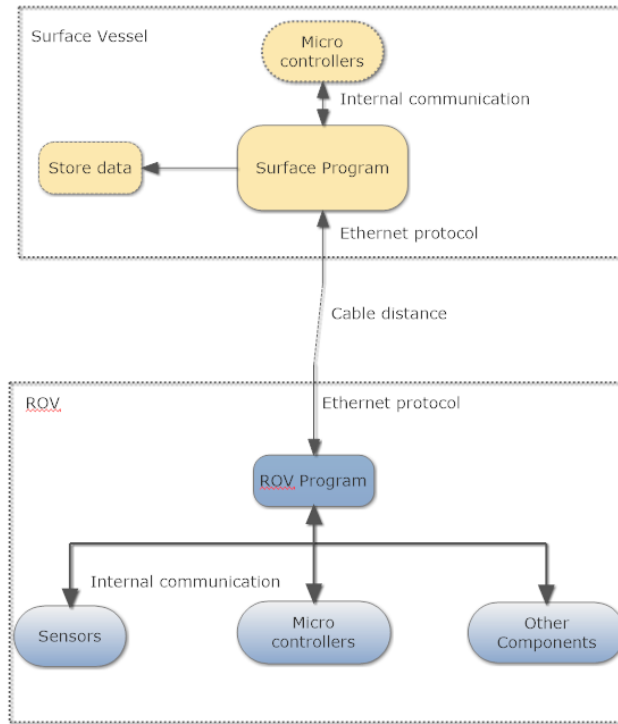 Surface Vessel
Micro
controllers
Internal communication
Store data
Surface Program
Ethernet protocol
Cable distance
ROV
Ethernet protocol
ROV Program
Internal communication
Sensors
Micro
controllers
Other
Components